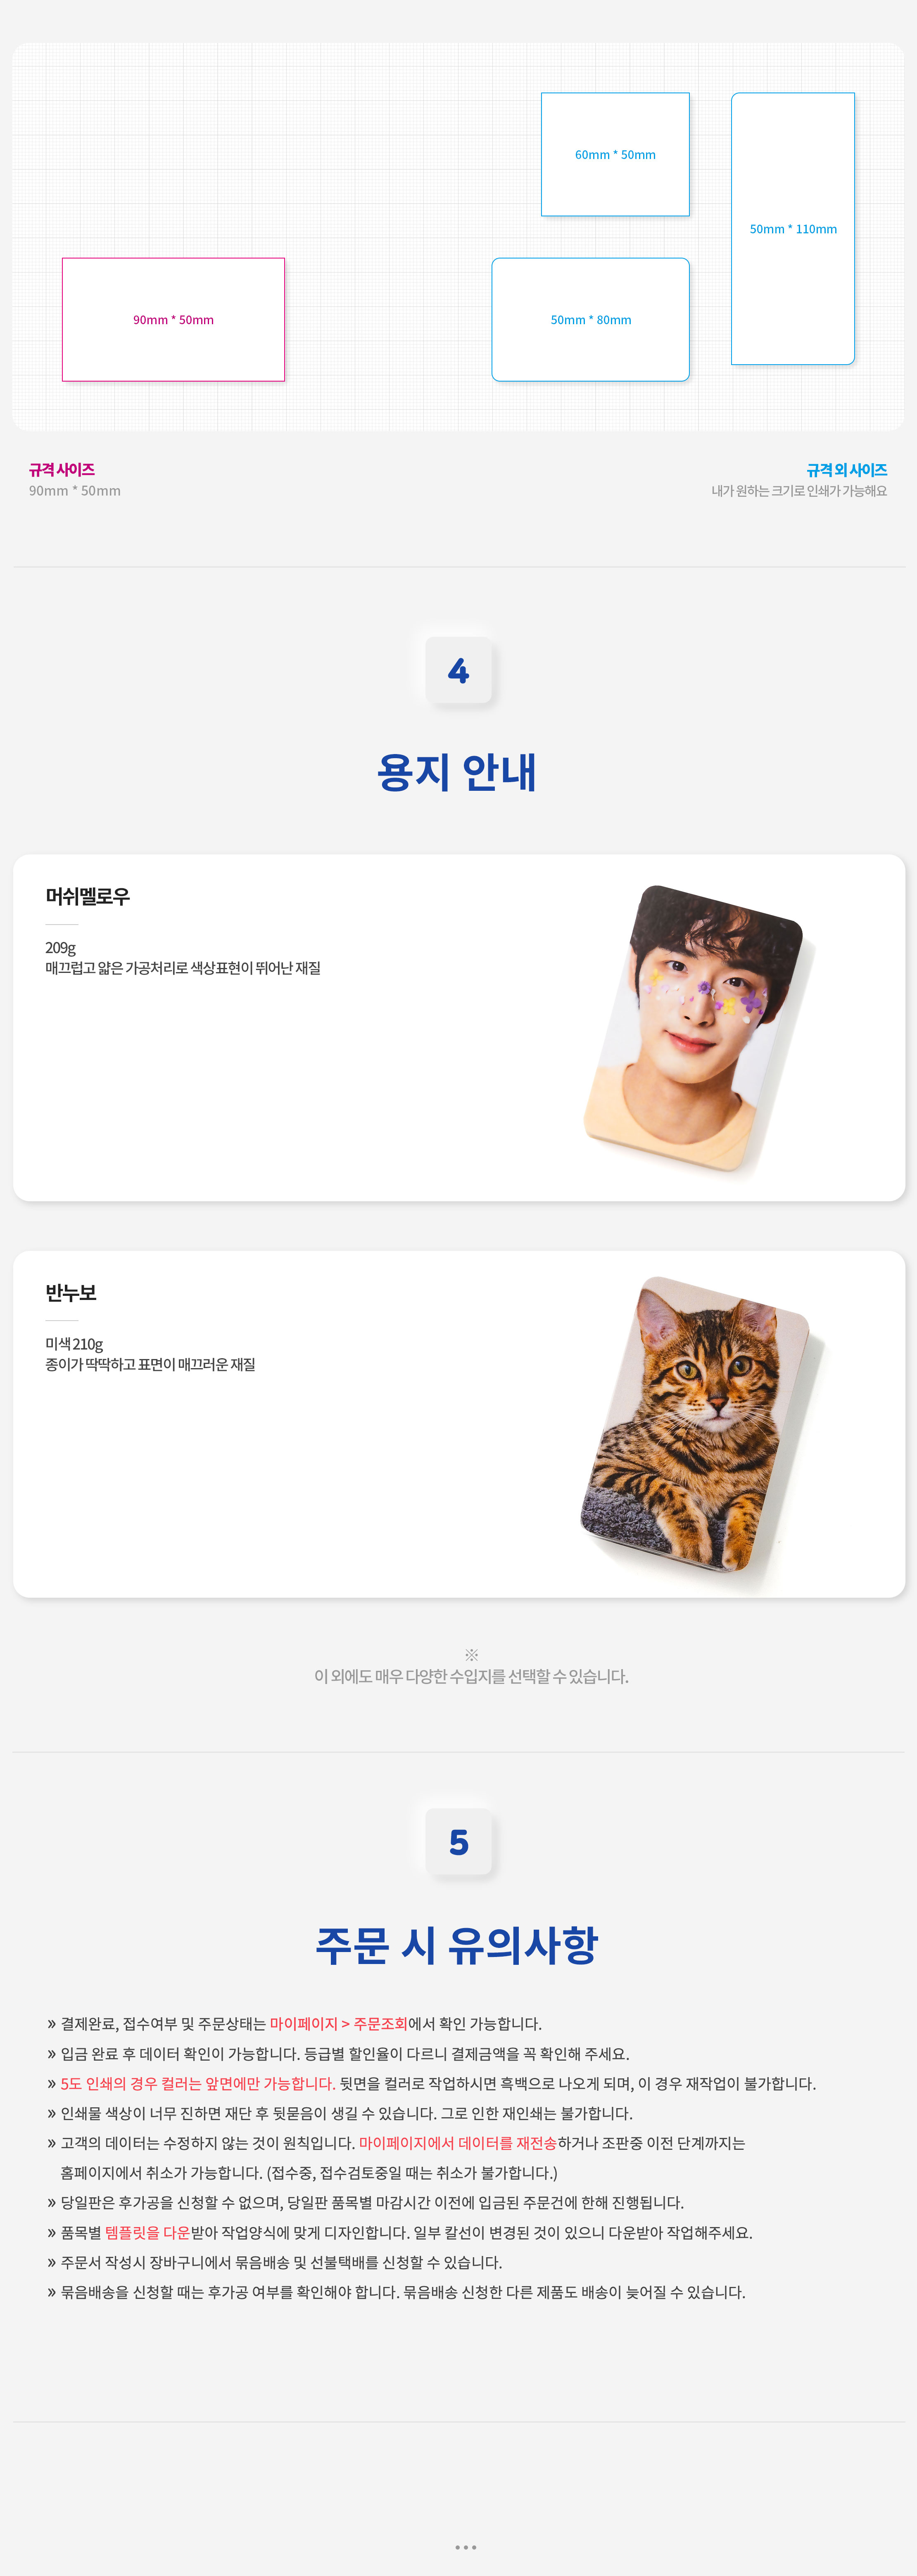 60mm * 50mm
50mm * 110mm
90mm * 50mm
50mm * 80mm
규격 사이즈
90mm * 50mm
규격 외 사이즈
내가 원하는 크기로 인쇄가 가능해요
4
용지 안내
머쉬멜로우
209g
매끄럽고 얇은 가공처리로 색상표현이 뛰어난 재질
반누보
미색 210g
종이가 딱딱하고 표면이 매끄러운 재질
※
이 외에도 매우 다양한 수입지를 선택할 수 있습니다.
5
주문 시 유의사항
» 결제완료, 접수여부 및 주문상태는 마이페이지 > 주문조회에서 확인 가능합니다.
» 입금 완료 후 데이터 확인이 가능합니다. 등급별 할인율이 다르니 결제금액을 꼭 확인해 주세요.
» 5도 인쇄의 경우 컬러는 앞면에만 가능합니다. 뒷면을 컬러로 작업하시면 흑백으로 나오게 되며, 이 경우 재작업이 불가합니다.
» 인쇄물 색상이 너무 진하면 재단 후 뒷묻음이 생길 수 있습니다. 그로 인한 재인쇄는 불가합니다.
» 고객의 데이터는 수정하지 않는 것이 원칙입니다. 마이페이지에서 데이터를 재전송하거나 조판중 이전 단계까지는
홈페이지에서 취소가 가능합니다. (접수중, 접수검토중일 때는 취소가 불가합니다.)
» 당일판은 후가공을 신청할 수 없으며, 당일판 품목별 마감시간 이전에 입금된 주문건에 한해 진행됩니다.
» 품목별 템플릿을 다운받아 작업양식에 맞게 디자인합니다. 일부 칼선이 변경된 것이 있으니 다운받아 작업해주세요.
» 주문서 작성시 장바구니에서 묶음배송 및 선불택배를 신청할 수 있습니다.
» 묶음배송을 신청할 때는 후가공 여부를 확인해야 합니다. 묶음배송 신청한 다른 제품도 배송이 늦어질 수 있습니다.